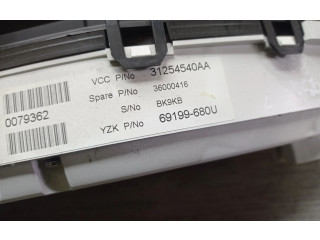 VCC P/No 31254540AA
Spare P/No 36000416
S/No BK9KB
YZK P/No 69199-680U
0079362